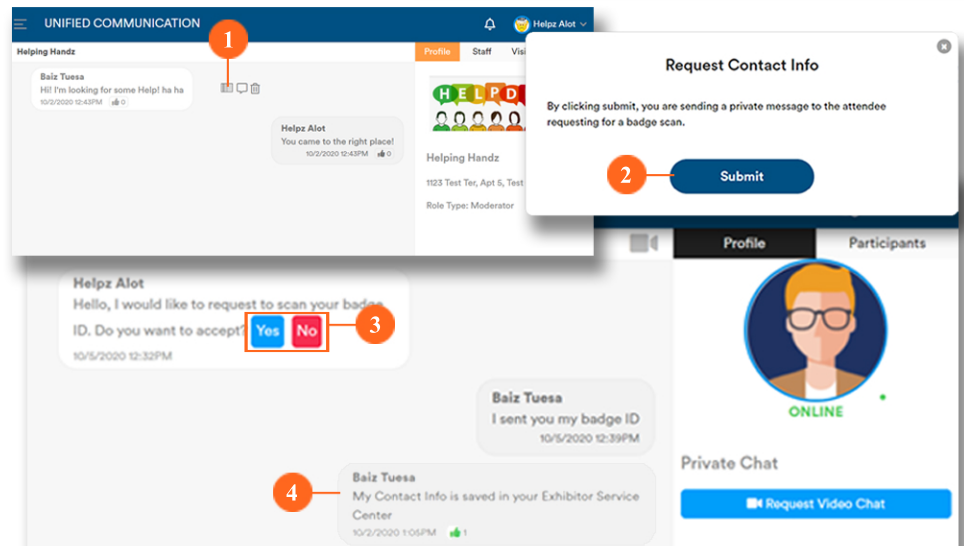 UNIFIED COMMUNICATION
Helpz Alot
1
Helping Handz
Profile Staff
Baiz Tuesa
Hi! I'm looking for some Help! ha ha
10/2/2020 12:43PM 0
Helpz Alot
You came to the right place!
10/2/2020 12:43PM 0
HELPD
Helping Handz
1123 Test Ter, Apt 5, Test
Role Type: Moderator
Request Contact Info
By clicking submit, you are sending a private message to the attendee
requesting for a badge scan.
2
Submit
Profile Participants
Helpz Alot
Hello, I would like to request to scan your badge
ID. Do you want to accept? Yes No
3
10/5/2020 12:32PM
Baiz Tuesa
I sent you my badge ID
10/5/2020 12:39PM
4
Baiz Tuesa
My Contact Info is saved in your Exhibitor Service
Center
10/2/2020 1:05PM 1
ONLINE
Private Chat
Request Video Chat